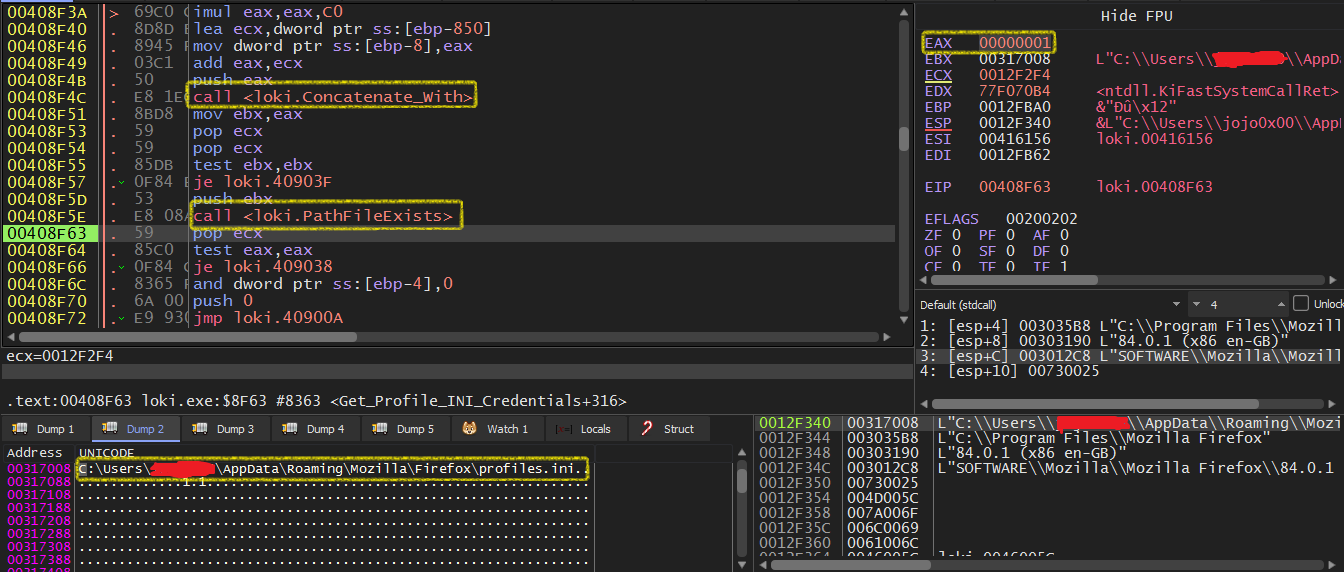 00408F3A > 69C0 C imul eax,eax,C0
00408F40 . 8D8D lea ecx,dword ptr ss:[ebp-850]
00408F46 . 8945 mov dword ptr ss:[ebp-8],eax
00408F49 . 03C1 add eax,ecx
00408F4B . 50 push eax
00408F4C . E8 1E call <loki.Concatenate_With>
00408F51 . 8BD8 mov ebx,eax
00408F53 . 59 pop ecx
00408F54 . 59 pop ecx
00408F55 . 85DB test ebx,ebx
00408F57 . 0F84 je loki.40903F
00408F5D . 53 push ebx
00408F5E . E8 08 call <loki.PathFileExists>
00408F63 . 59 pop ecx
00408F64 . 85C0 test eax,eax
00408F66 . 0F84 je loki.409038
00408F6C . 8365 and dword ptr ss:[ebp-4],0
00408F70 . 6A 00 push 0
00408F72 . E9 93 jmp loki.40900A
Hide FPU
EAX 00000001
EBX 00317008 L"C:\\Users\\ \\AppDa
ECX 0012F2F4
EDX 77F070B4 <ntdll.KiFastSystemCallRet>
EBP 0012FBA0 &"Ðû\x12"
ESP 0012F340 &L"C:\\Users\\jojo0x00\\App
ESI 00416156 loki.00416156
EDI 0012FB62
EIP 00408F63 loki.00408F63
EFLAGS 00200202
ZF 0 PF 0 AF 0
OF 0 SF 0 DF 0
CF 0 TF 0 IF 1
Default (stdcall) 4 Unlock
1: [esp+4] 003035B8 L"C:\\Program Files\\Mozill
2: [esp+8] 00303190 L"84.0.1 (x86 en-GB)"
3: [esp+C] 003012C8 L"SOFTWARE\\Mozilla\\Mozill
4: [esp+10] 00730025
ecx=0012F2F4
.text:00408F63 loki.exe:$8F63 #8363 <Get_Profile_INI_Credentials+316>
Dump 1 Dump 2 Dump 3 Dump 4 Dump 5 Watch 1 Locals Struct
Address UNICODE
00317008 C:\Users\ \AppData\Roaming\Mozilla\Firefox\profiles.ini..
00317088
00317108
00317188
00317208
00317288
00317308
00317388
0012F340 00317008 L"C:\\Users\\ \\AppData\\Roaming\\Mozi
0012F344 003035B8 L"C:\\Program Files\\Mozilla Firefox"
0012F348 00303190 L"84.0.1 (x86 en-GB)"
0012F34C 003012C8 L"SOFTWARE\\Mozilla\\Mozilla Firefox\\84.0.1
0012F350 00730025
0012F354 004D005C
0012F358 007A006F
0012F35C 006C0069
0012F360 0061006C
0012F364 0046005C loki.0046005C